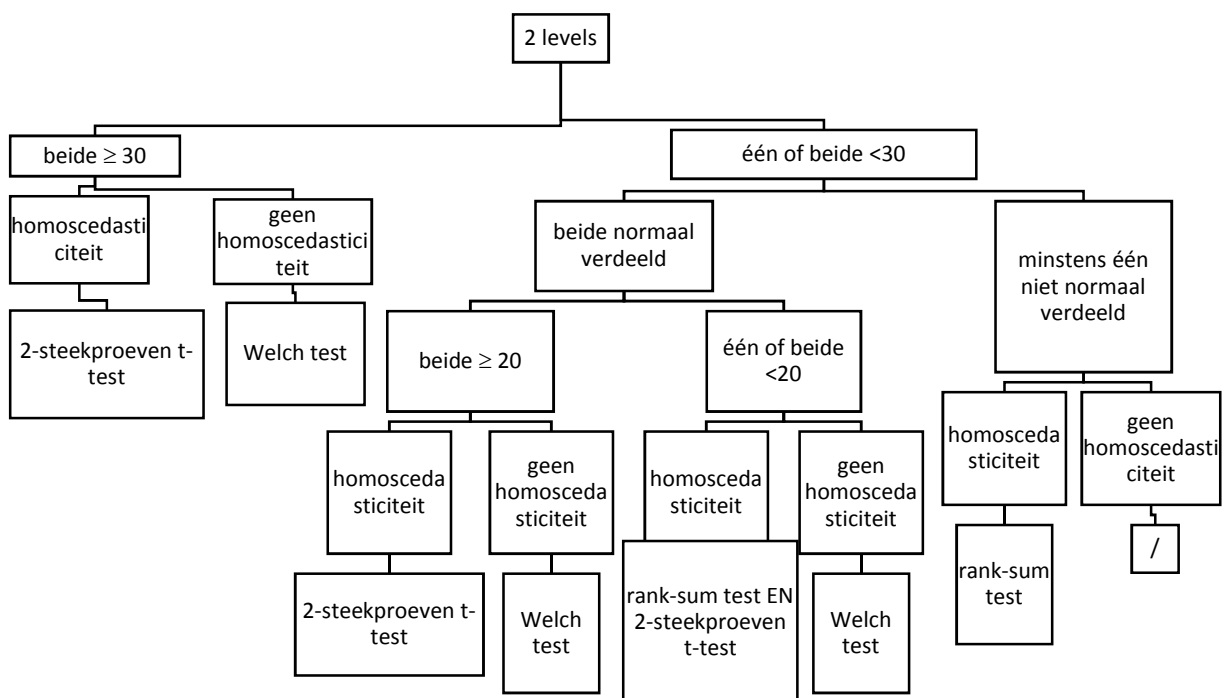 2 levels
beide ≥ 30
één of beide <30
homoscedasti
citeit
geen
homoscedastici
teit
beide normaal
verdeeld
minstens één
niet normaal
verdeeld
2-steekproeven t-
test
Welch test
beide ≥ 20
één of beide
<20
homosceda
sticiteit
geen
homosceda
sticiteit
homosceda
sticiteit
geen
homosceda
sticiteit
homosceda
sticiteit
geen
homoscedasti
citeit
2-steekproeven t-
test
Welch
test
rank-sum test EN
2-steekproeven
t-test
Welch
test
rank-sum
test
/